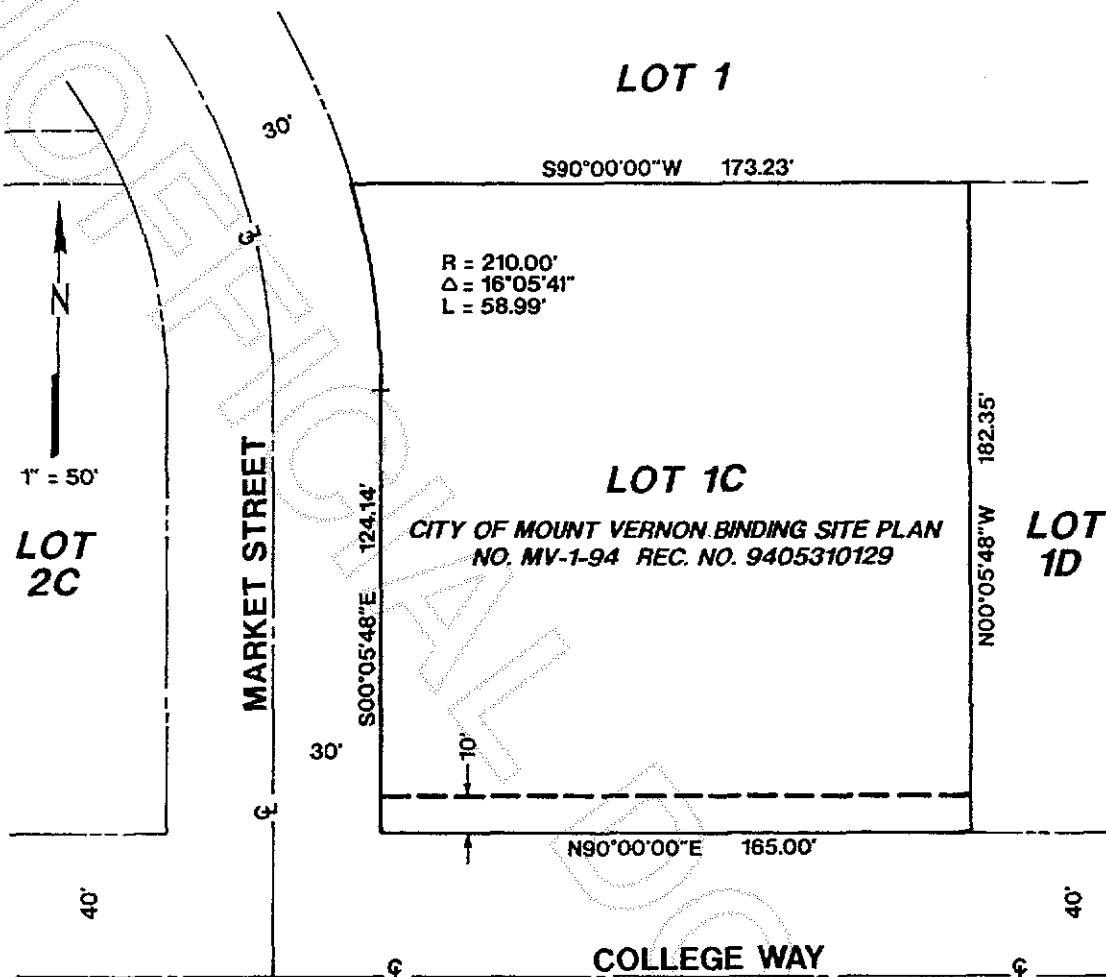 LOT 1
30'
S90°00'00"W 173.23'
R = 210.00'
Δ = 16°05'41"
L = 58.99'
N
1" = 50'
LOT
2C
MARKET STREET
S00°05'48"E 124.14'
LOT 1C
CITY OF MOUNT VERNON BINDING SITE PLAN
NO. MV-1-94 REC. NO. 9405310129
N00°05'48"W 182.35'
LOT
1D
30'
10'
N90°00'00"E 165.00'
40'
40'
COLLEGE WAY